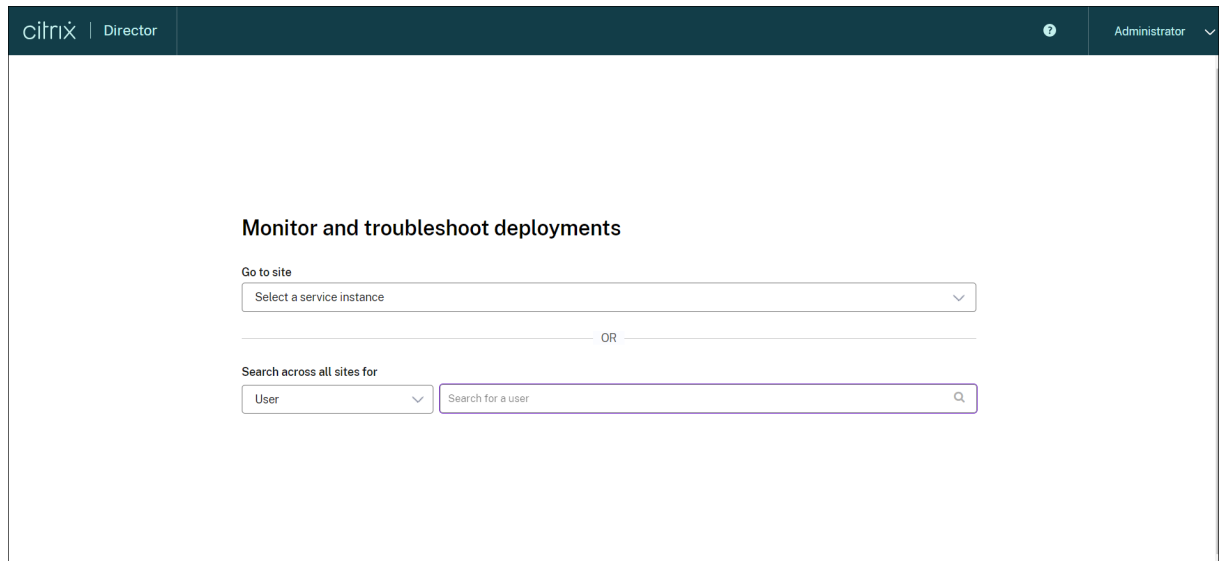 citrix | Director
?
Administrator
Monitor and troubleshoot deployments
Go to site
Select a service instance
OR
Search across all sites for
User
Search for a user